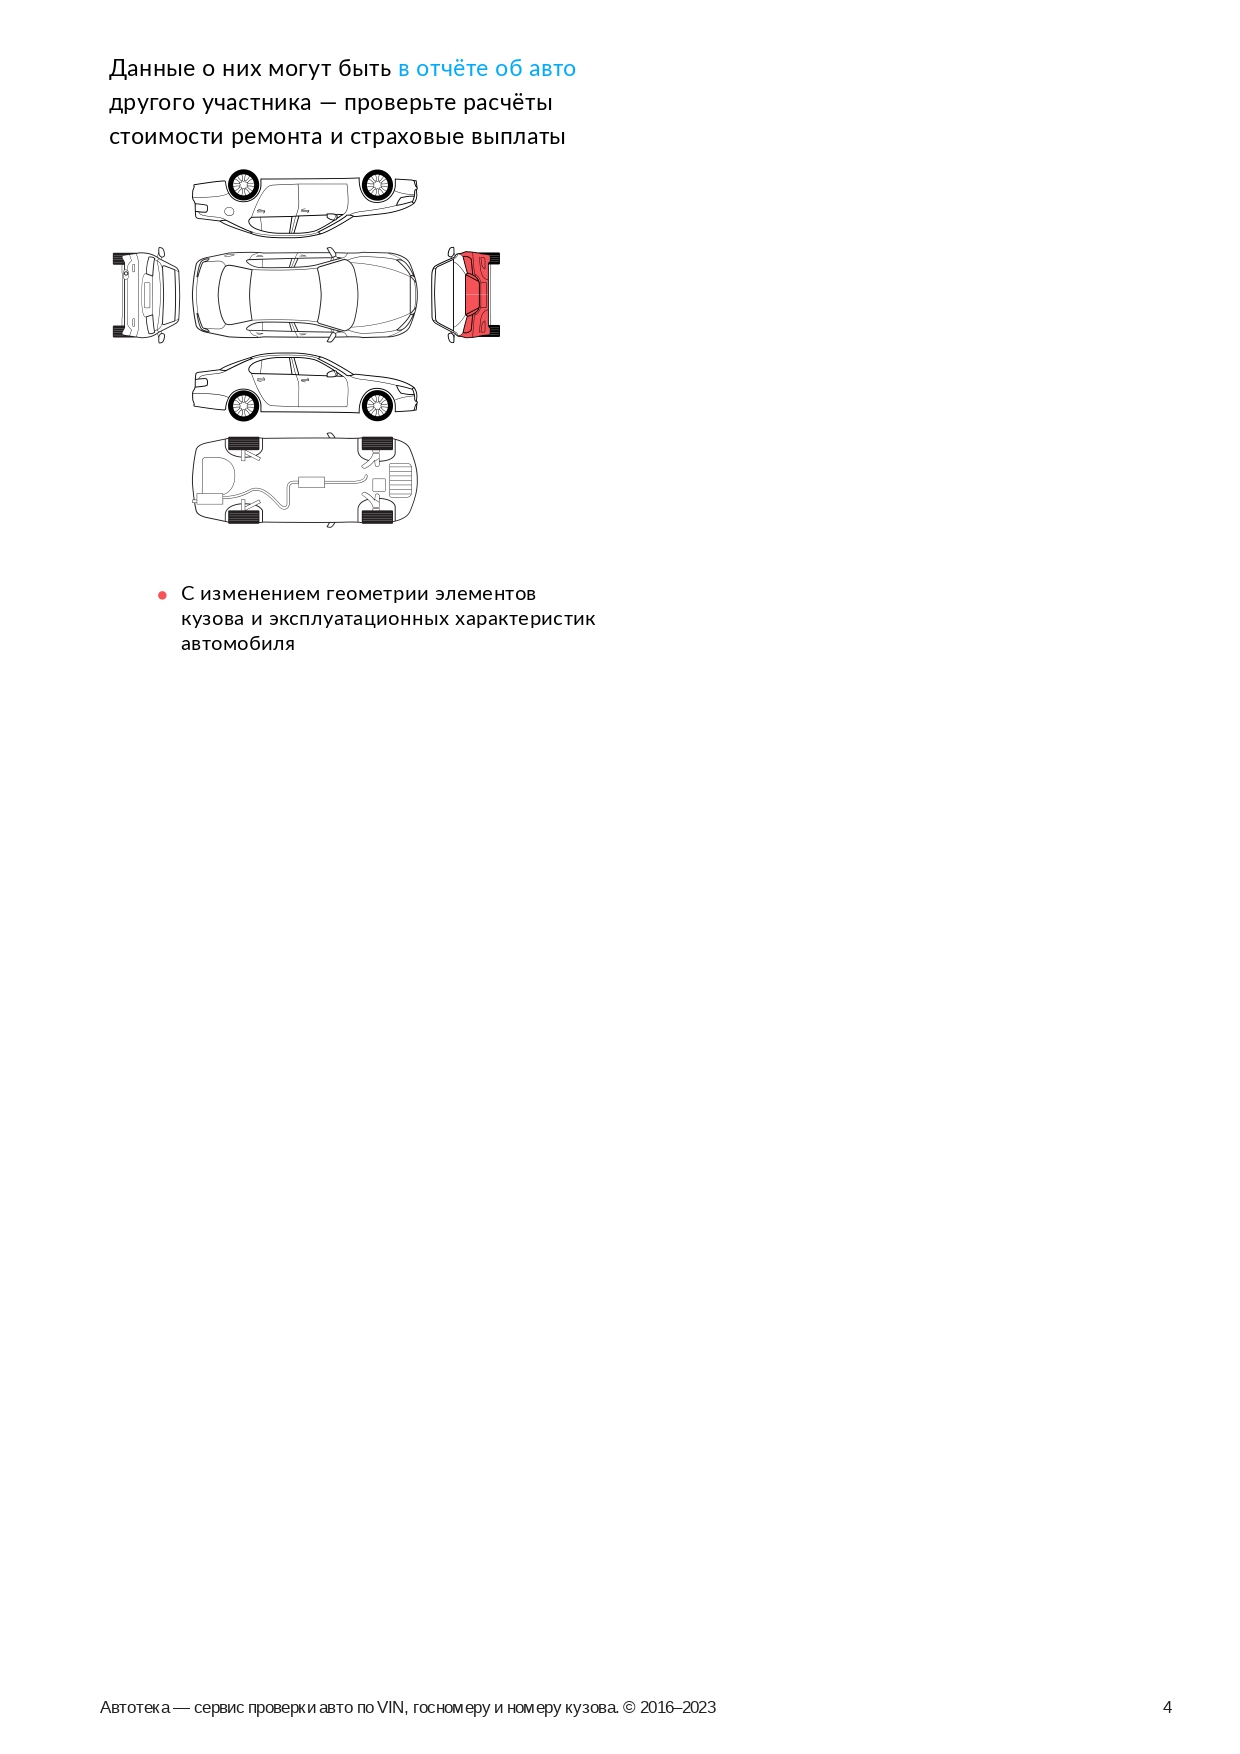 Данные о них могут быть в отчёте об авто
другого участника — проверьте расчёты
стоимости ремонта и страховые выплаты
С изменением геометрии элементов
кузова и эксплуатационных характеристик
автомобиля
Автотека — сервис проверки авто по VIN, госномеру и номеру кузова. © 2016–2023 4